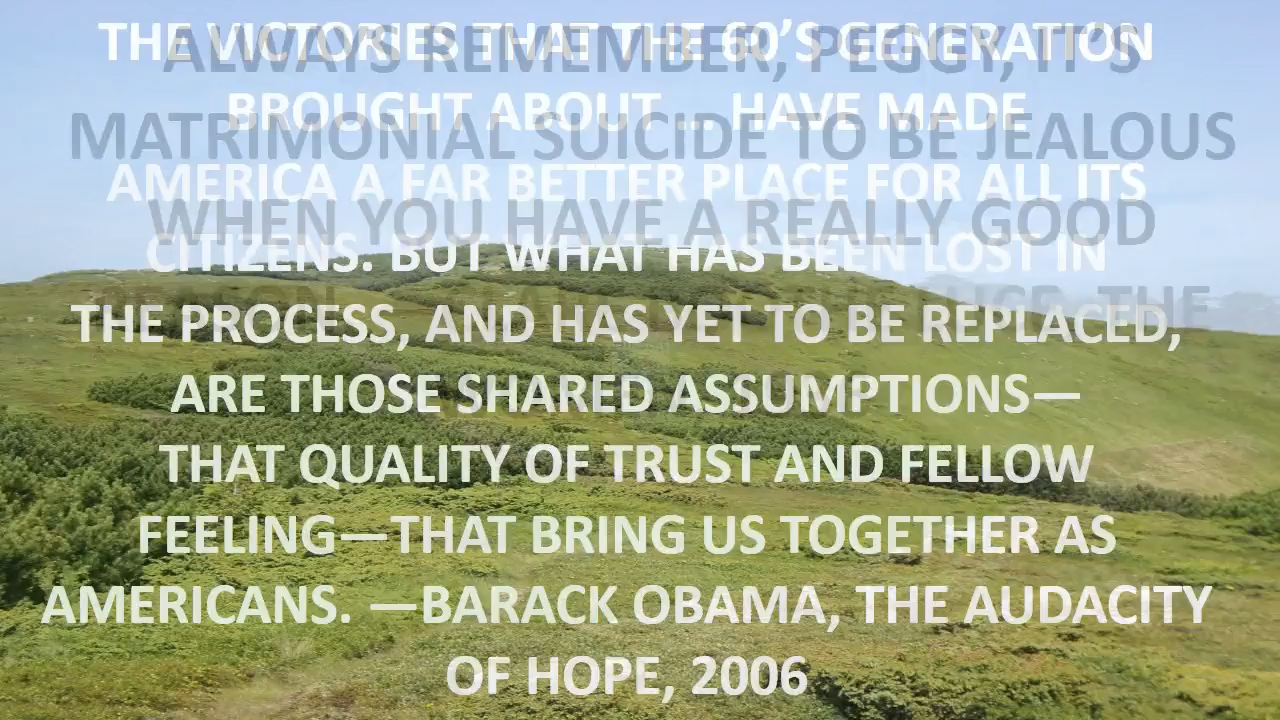 THE VICTORIES THAT THE 60’S GENERATION
BROUGHT ABOUT ... HAVE MADE
AMERICA A FAR BETTER PLACE FOR ALL ITS
CITIZENS. BUT WHAT HAS BEEN LOST IN
THE PROCESS, AND HAS YET TO BE REPLACED,
ARE THOSE SHARED ASSUMPTIONS—
THAT QUALITY OF TRUST AND FELLOW
FEELING—THAT BRING US TOGETHER AS
AMERICANS. —BARACK OBAMA, THE AUDACITY
OF HOPE, 2006
ALWAYS REMEMBER, PEGGY, IT'S
MATRIMONIAL SUICIDE TO BE JEALOUS
WHEN YOU HAVE A REALLY GOOD
THE